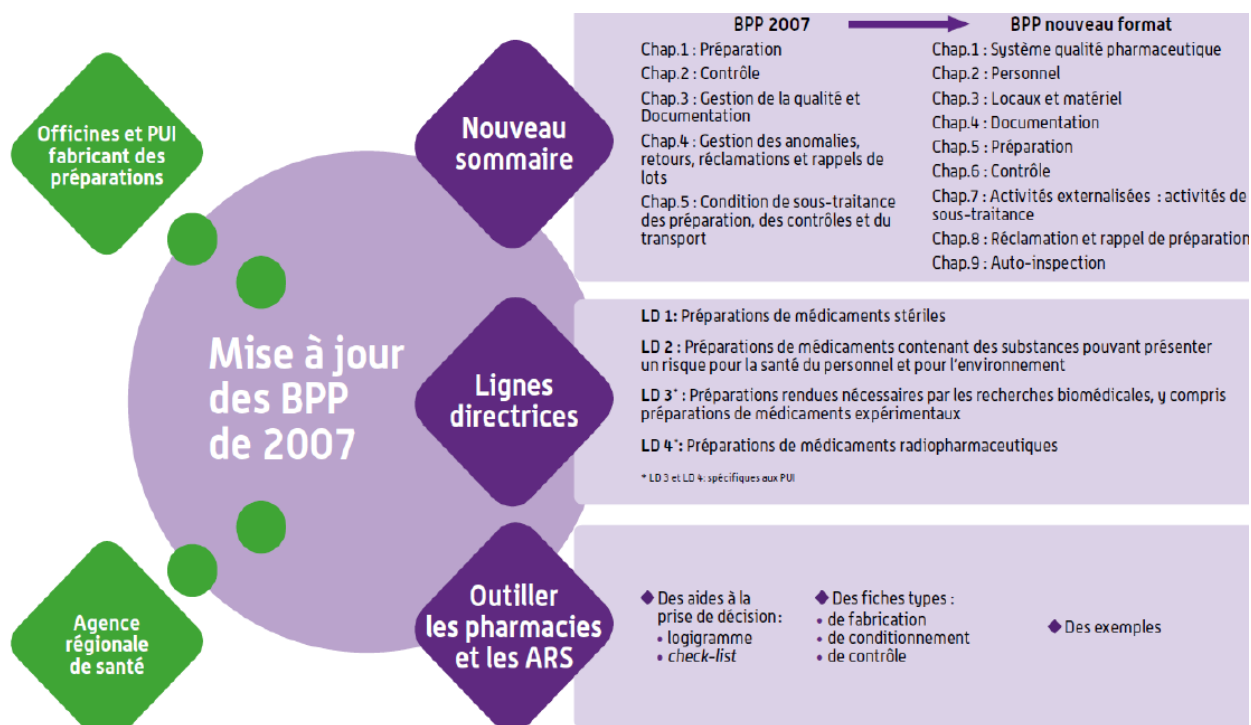 Officines et PUI
fabricant des
préparations
Agence
régionale
de santé
Mise à jour
des BPP
de 2007
Nouveau
sommaire
BPP 2007
Chap.1 : Préparation
Chap.2 : Contrôle
Chap.3 : Gestion de la qualité et
Documentation
Chap.4 : Gestion des anomalies,
retours, réclamations et rappels de
lots
Chap.5 : Condition de sous-traitance
des préparation, des contrôles et du
transport
BPP nouveau format
Chap.1 : Système qualité pharmaceutique
Chap.2 : Personnel
Chap.3 : Locaux et matériel
Chap.4 : Documentation
Chap.5 : Préparation
Chap.6 : Contrôle
Chap.7 : Activités externalisées : activités de
sous-traitance
Chap.8 : Réclamation et rappel de préparation
Chap.9 : Auto-inspection
Lignes
directrices
LD 1: Préparations de médicaments stériles
LD 2 : Préparations de médicaments contenant des substances pouvant présenter
un risque pour la santé du personnel et pour l'environnement
LD 3* : Préparations rendues nécessaires par les recherches biomédicales, y compris
préparations de médicaments expérimentaux
LD 4*: Préparations de médicaments radiopharmaceutiques
* LD 3 et LD 4: spécifiques aux PUI
Outiller
les pharmacies
et les ARS
◆ Des aides à la
prise de décision :
• logigramme
• check-list
◆ Des fiches types :
• de fabrication
• de conditionnement
• de contrôle
◆ Des exemples